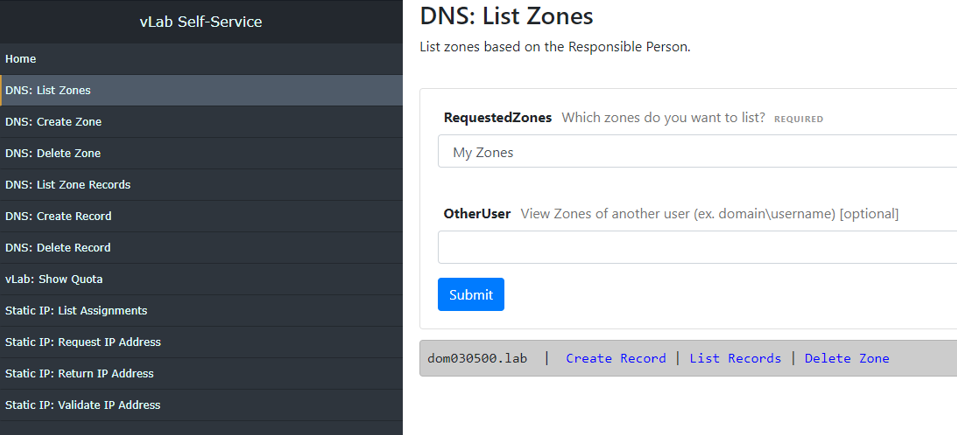 vLab Self-Service
Home
DNS: List Zones
DNS: Create Zone
DNS: Delete Zone
DNS: List Zone Records
DNS: Create Record
DNS: Delete Record
vLab: Show Quota
Static IP: List Assignments
Static IP: Request IP Address
Static IP: Return IP Address
Static IP: Validate IP Address
DNS: List Zones
List zones based on the Responsible Person.
RequestedZones Which zones do you want to list? REQUIRED
My Zones
OtherUser View Zones of another user (ex. domain\username) [optional]
Submit
dom030500.lab | Create Record | List Records | Delete Zone